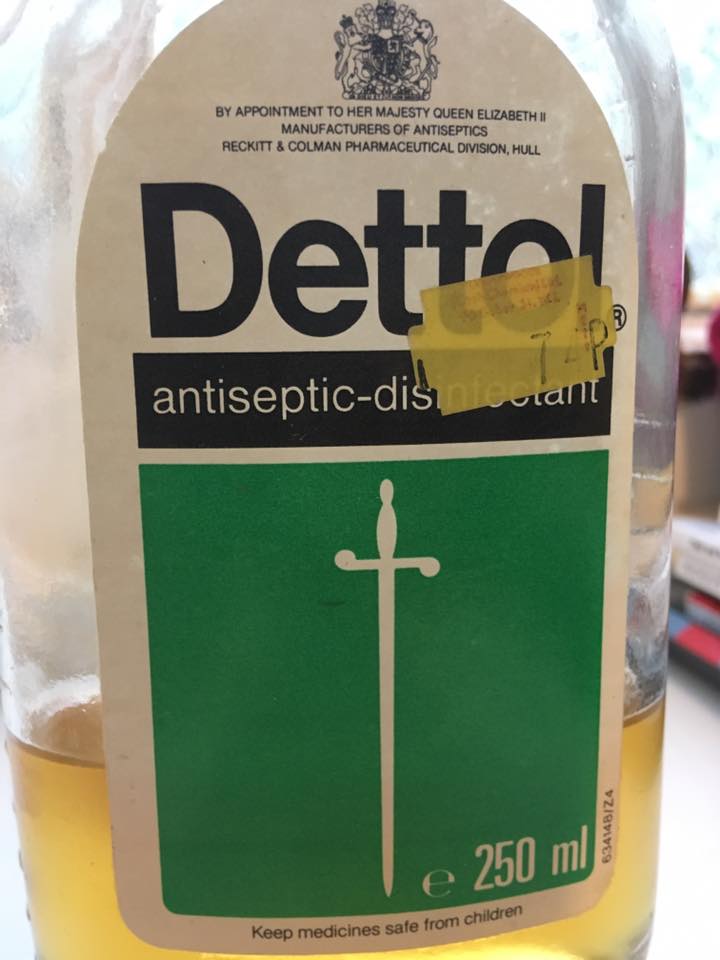 BY APPOINTMENT TO HER MAJESTY QUEEN ELIZABETH II
MANUFACTURERS OF ANTISEPTICS
RECKITT & COLMAN PHARMACEUTICAL DIVISION, HULL
Dettol ®
74P
antiseptic-disinfectant
e 250 ml
634148/Z4
Keep medicines safe from children